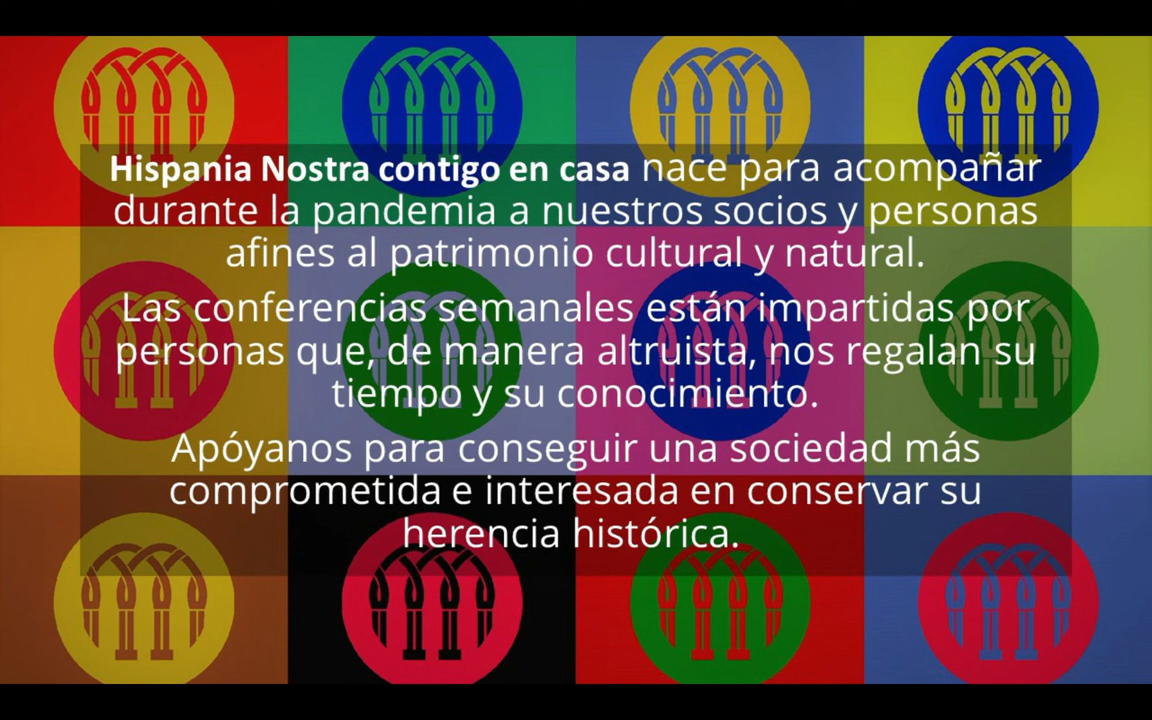 Hispania Nostra contigo en casa nace para acompañar
durante la pandemia a nuestros socios y personas
afines al patrimonio cultural y natural.
Las conferencias semanales están impartidas por
personas que, de manera altruista, nos regalan su
tiempo y su conocimiento.
Apóyanos para conseguir una sociedad más
comprometida e interesada en conservar su
herencia histórica.